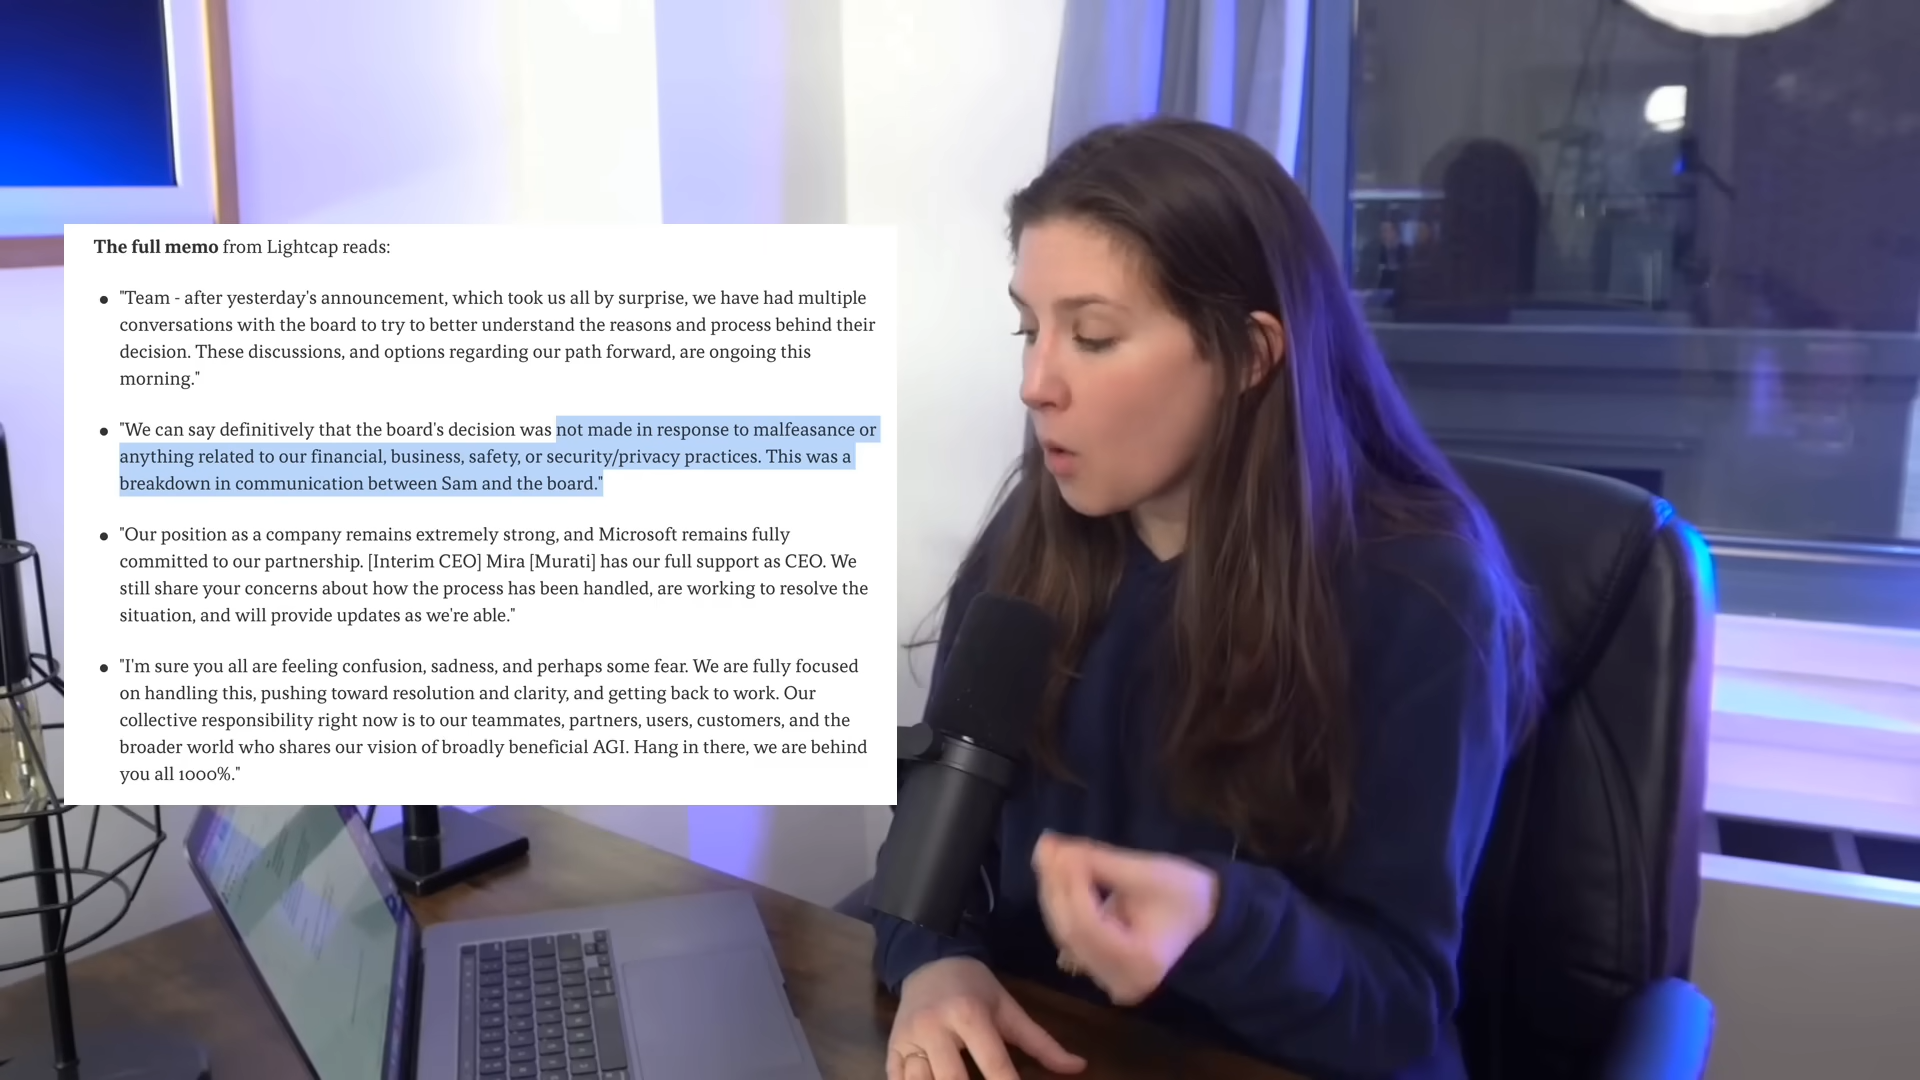 The full memo from Lightcap reads:
• "Team - after yesterday's announcement, which took us all by surprise, we have had multiple
conversations with the board to try to better understand the reasons and process behind their
decision. These discussions, and options regarding our path forward, are ongoing this
morning."
• "We can say definitively that the board's decision was not made in response to malfeasance or
anything related to our financial, business, safety, or security/privacy practices. This was a
breakdown in communication between Sam and the board."
• "Our position as a company remains extremely strong, and Microsoft remains fully
committed to our partnership. [Interim CEO] Mira [Murati] has our full support as CEO. We
still share your concerns about how the process has been handled, are working to resolve the
situation, and will provide updates as we're able."
• "I'm sure you all are feeling confusion, sadness, and perhaps some fear. We are fully focused
on handling this, pushing toward resolution and clarity, and getting back to work. Our
collective responsibility right now is to our teammates, partners, users, customers, and the
broader world who shares our vision of broadly beneficial AGI. Hang in there, we are behind
you all 1000%."